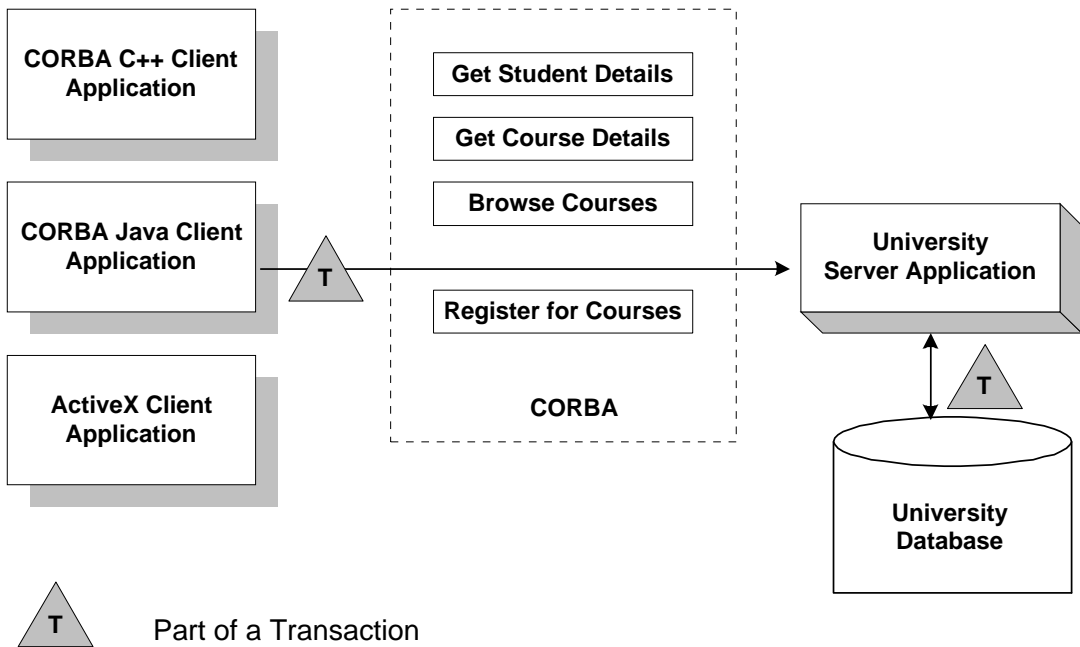 CORBA C++ Client
Application
CORBA Java Client
Application
ActiveX Client
Application
T
Get Student Details
Get Course Details
Browse Courses
Register for Courses
CORBA
University
Server Application
T
University
Database
T
Part of a Transaction